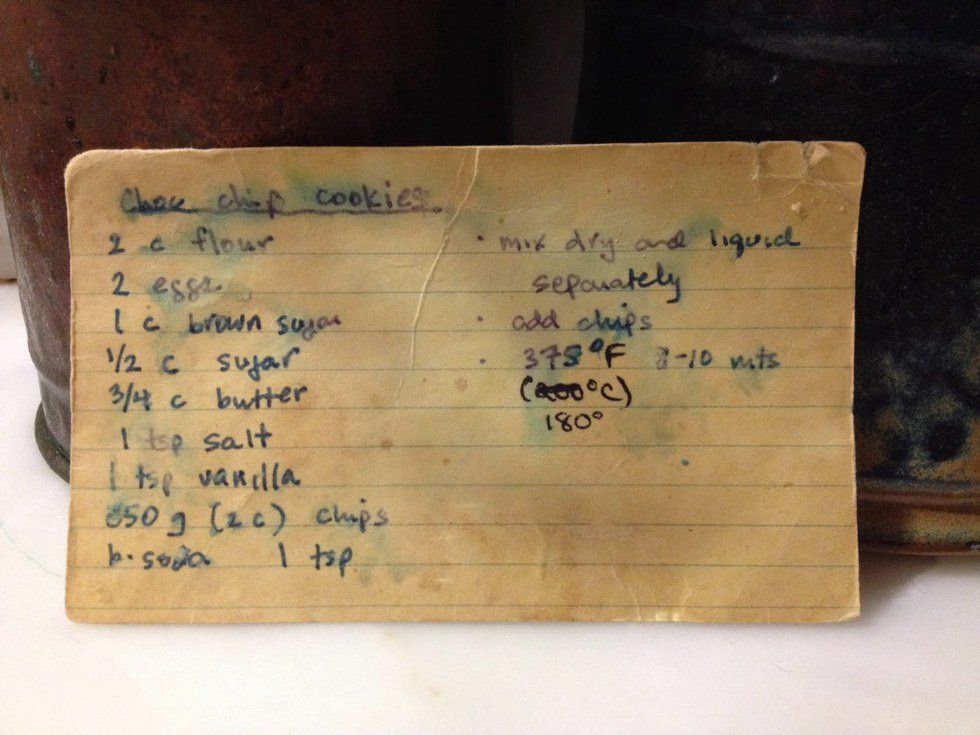 Choc chip cookies
2 c flour
2 eggs
1 c brown sugar
1/2 c sugar
3/4 c butter
1 tsp salt
1 tsp vanilla
350 g (2 c) chips
b. soda 1 tsp
· mix dry and liquid
separately
· add chips
· 375°F 8-10 mts
(200°C)
180°